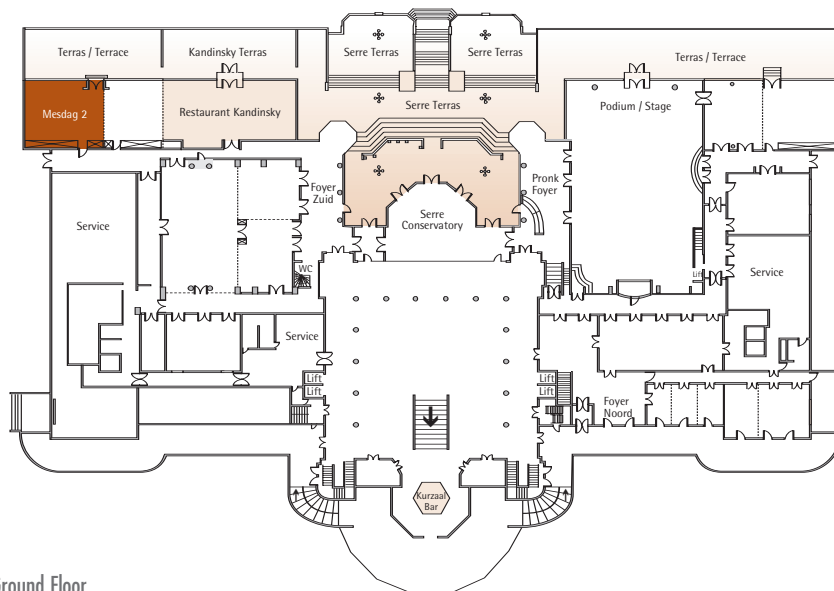 Terras / Terrace
Kandinsky Terras
Serre Terras
Serre Terras
Terras / Terrace
Mesdag 2
Restaurant Kandinsky
Serre Terras
Podium / Stage
Foyer
Zuid
Pronk
Foyer
Service
Serre
Conservatory
WC
Lift
Service
Service
Lift
Lift
Lift
Lift
Foyer
Noord
Kurzaal
Bar
Ground Floor